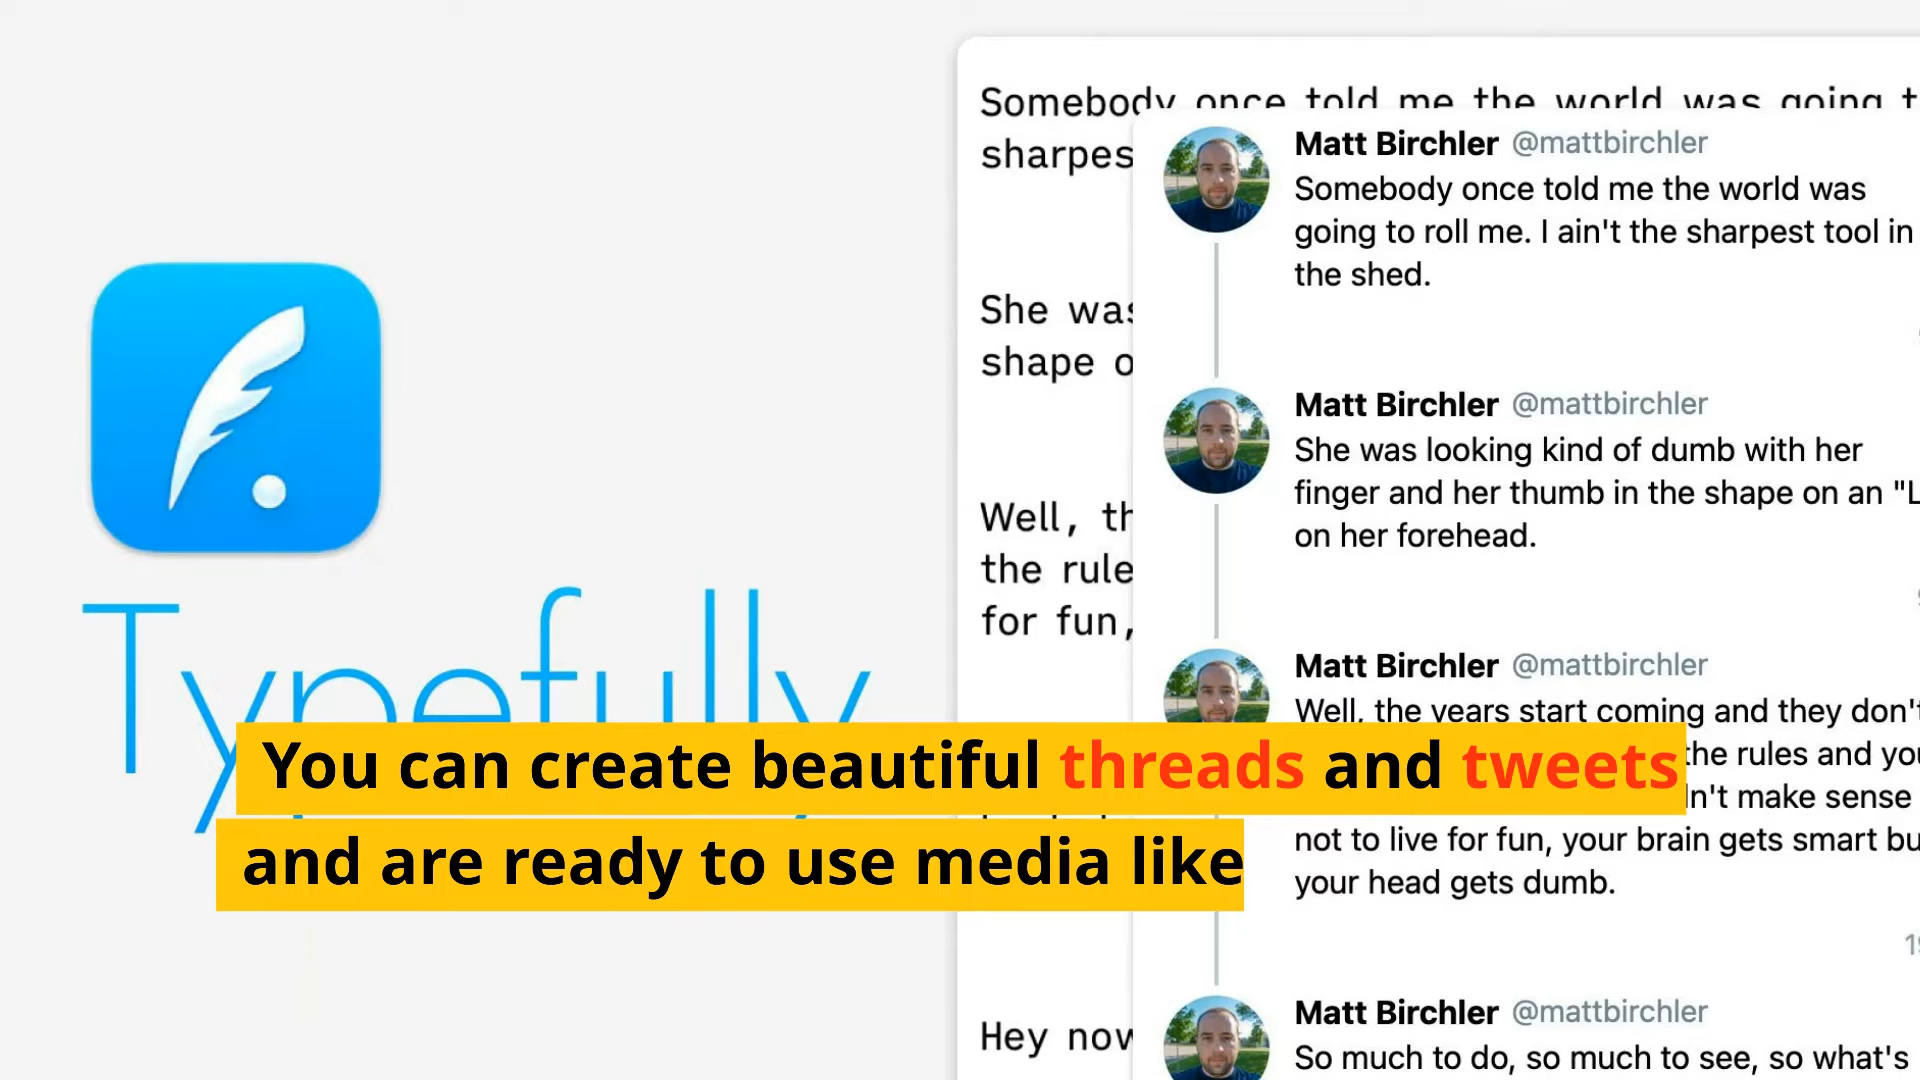 Typefully
You can create beautiful threads and tweets
and are ready to use media like
Somebody once told me the world was going
sharpes
She was
shape o
Well, th
the rule
for fun,
Hey now
Matt Birchler @mattbirchler
Somebody once told me the world was
going to roll me. I ain't the sharpest tool in
the shed.
Matt Birchler @mattbirchler
She was looking kind of dumb with her
finger and her thumb in the shape on an "L
on her forehead.
Matt Birchler @mattbirchler
Well, the years start coming and they don't
the rules and you
n't make sense
not to live for fun, your brain gets smart bu
your head gets dumb.
Matt Birchler @mattbirchler
So much to do, so much to see, so what's